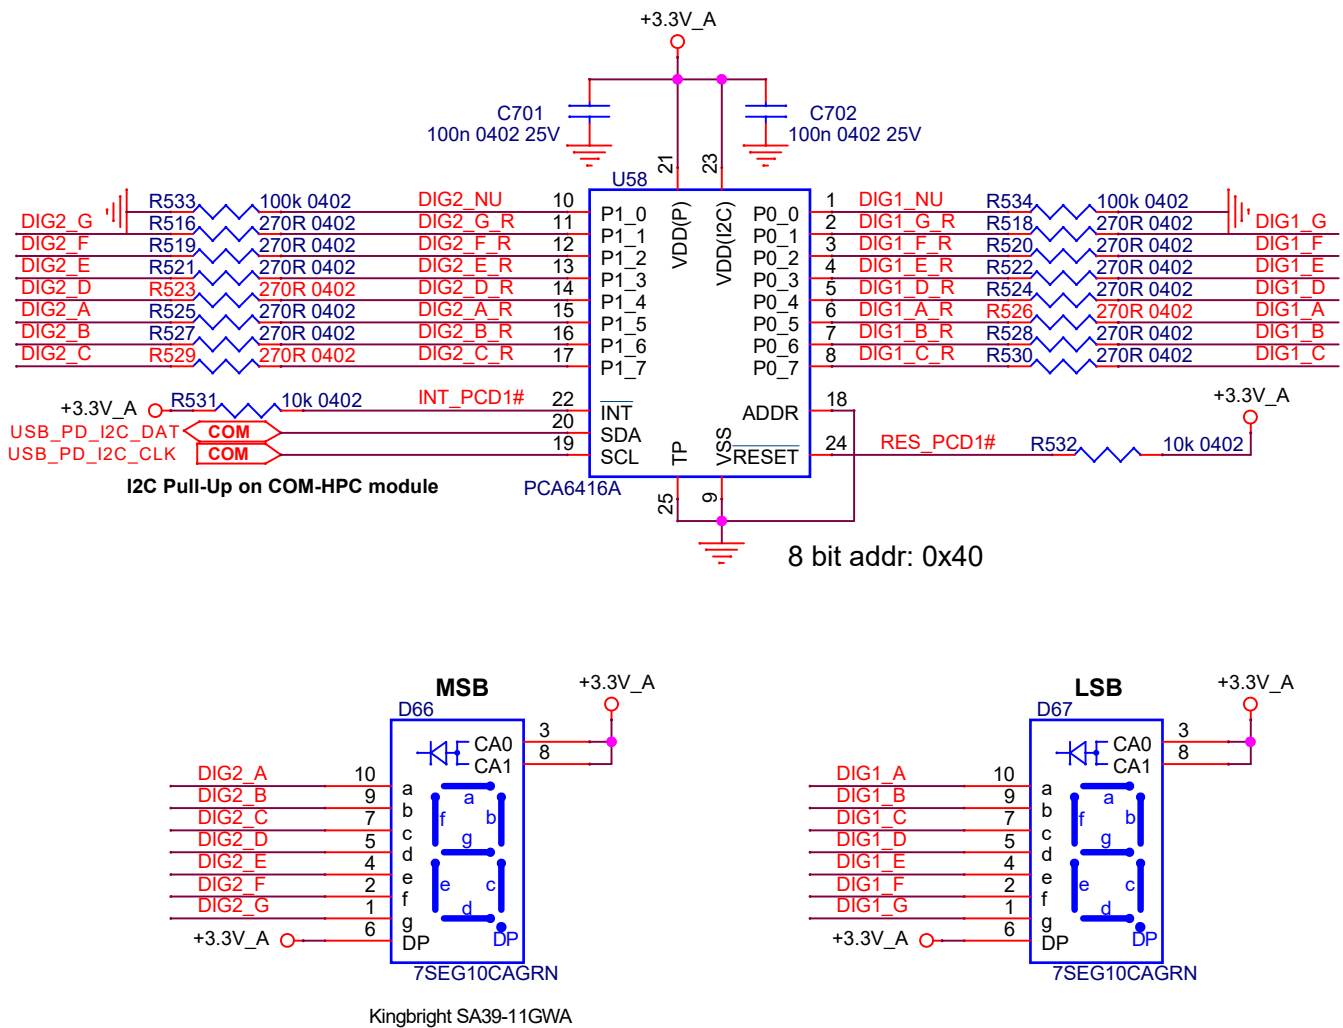 +3.3V_A
C701
100n 0402 25V
C702
100n 0402 25V
21
23
U58
VDD(P)
VDD(I2C)
R533 100k 0402 DIG2_NU 10 P1_0
DIG2_G R516 270R 0402 DIG2_G_R 11 P1_1
DIG2_F R519 270R 0402 DIG2_F_R 12 P1_2
DIG2_E R521 270R 0402 DIG2_E_R 13 P1_3
DIG2_D R523 270R 0402 DIG2_D_R 14 P1_4
DIG2_A R525 270R 0402 DIG2_A_R 15 P1_5
DIG2_B R527 270R 0402 DIG2_B_R 16 P1_6
DIG2_C R529 270R 0402 DIG2_C_R 17 P1_7
P0_0 1 DIG1_NU R534 100k 0402
P0_1 2 DIG1_G_R R518 270R 0402 DIG1_G
P0_2 3 DIG1_F_R R520 270R 0402 DIG1_F
P0_3 4 DIG1_E_R R522 270R 0402 DIG1_E
P0_4 5 DIG1_D_R R524 270R 0402 DIG1_D
P0_5 6 DIG1_A_R R526 270R 0402 DIG1_A
P0_6 7 DIG1_B_R R528 270R 0402 DIG1_B
P0_7 8 DIG1_C_R R530 270R 0402 DIG1_C
+3.3V_A R531 10k 0402 INT_PCD1# 22 INT
USB_PD_I2C_DAT COM 20 SDA
USB_PD_I2C_CLK COM 19 SCL
I2C Pull-Up on COM-HPC module
ADDR 18
+3.3V_A
RESET 24 RES_PCD1# R532 10k 0402
TP
VSS
PCA6416A
25
9
8 bit addr: 0x40
MSB
+3.3V_A
D66
CA0 3
CA1 8
DIG2_A 10 a
DIG2_B 9 b
DIG2_C 7 c
DIG2_D 5 d
DIG2_E 4 e
DIG2_F 2 f
DIG2_G 1 g
+3.3V_A 6 DP
a
f b
g
e c
d
DP
7SEG10CAGRN
Kingbright SA39-11GWA
LSB
+3.3V_A
D67
CA0 3
CA1 8
DIG1_A 10 a
DIG1_B 9 b
DIG1_C 7 c
DIG1_D 5 d
DIG1_E 4 e
DIG1_F 2 f
DIG1_G 1 g
+3.3V_A 6 DP
a
f b
g
e c
d
DP
7SEG10CAGRN